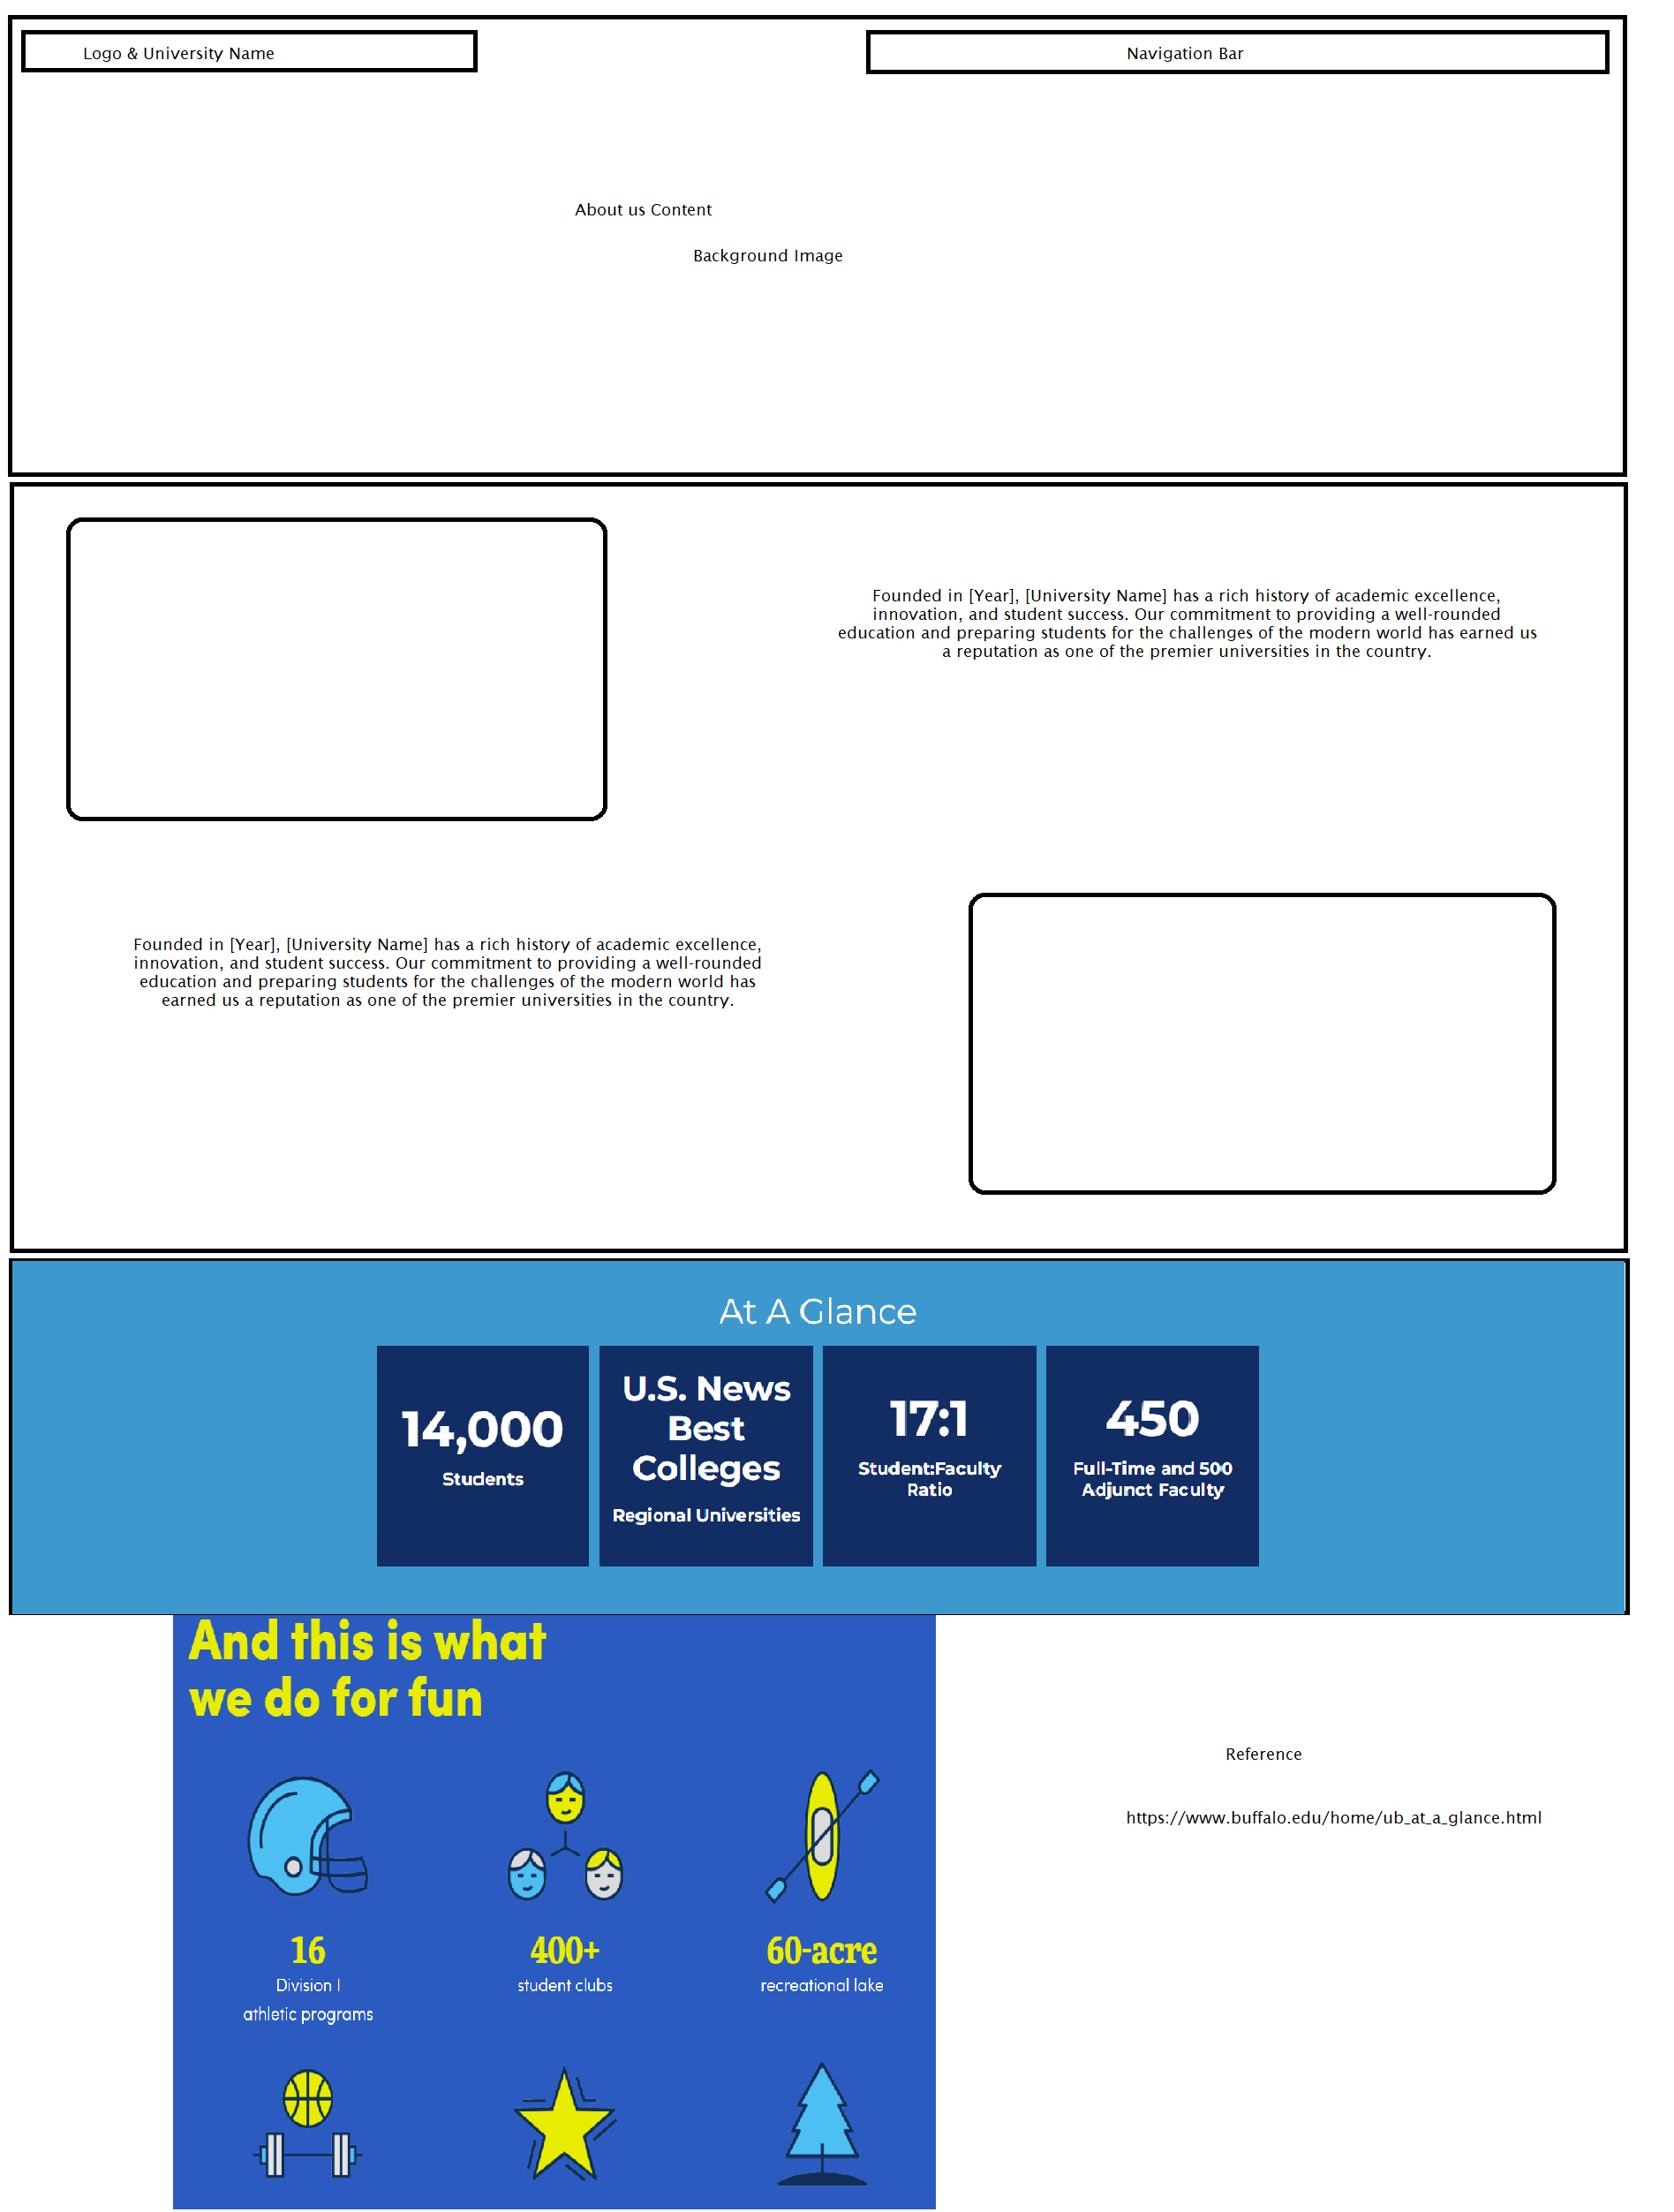 Logo & University Name
Navigation Bar
About us Content
Background Image
Founded in [Year], [University Name] has a rich history of academic excellence,
innovation, and student success. Our commitment to providing a well-rounded
education and preparing students for the challenges of the modern world has earned us
a reputation as one of the premier universities in the country.
Founded in [Year], [University Name] has a rich history of academic excellence,
innovation, and student success. Our commitment to providing a well-rounded
education and preparing students for the challenges of the modern world has
earned us a reputation as one of the premier universities in the country.
At A Glance
14,000
Students
U.S. News
Best
Colleges
Regional Universities
17:1
Student:Faculty
Ratio
450
Full-Time and 500
Adjunct Faculty
And this is what
we do for fun
16
Division I
athletic programs
400+
student clubs
60-acre
recreational lake
Reference
https://www.buffalo.edu/home/ub_at_a_glance.html